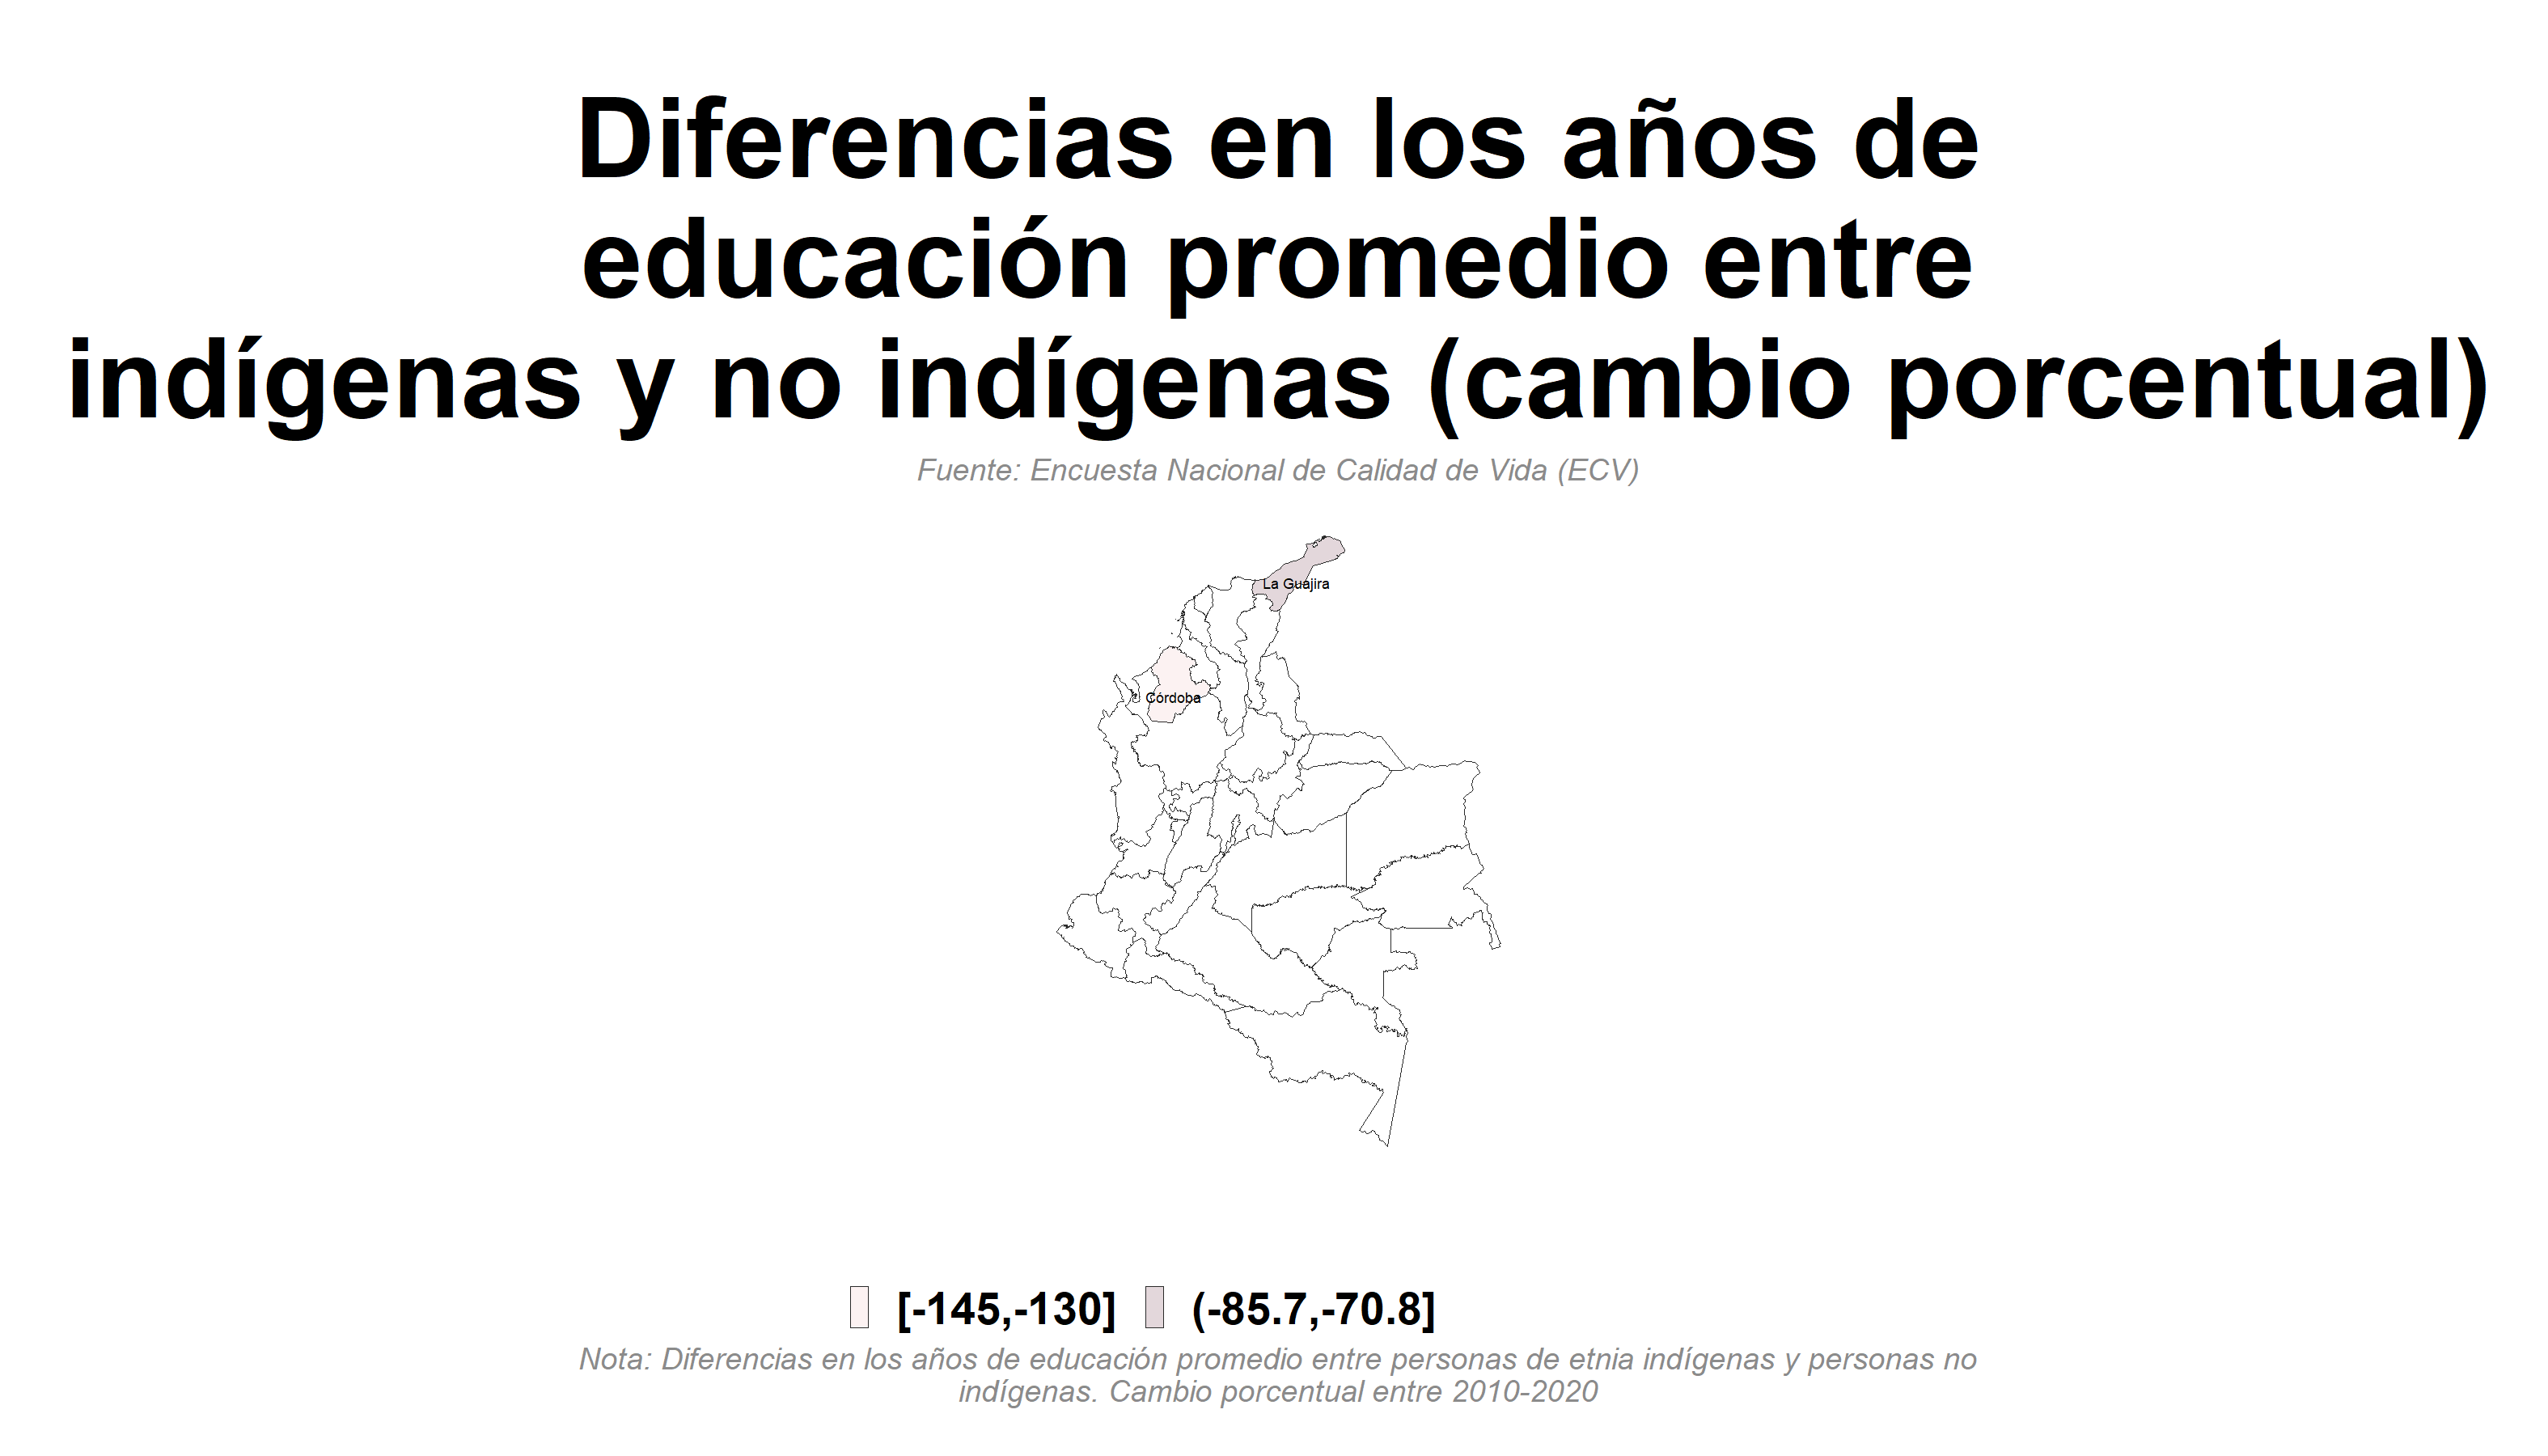 Diferencias en los años de
educación promedio entre
indígenas y no indígenas (cambio porcentual)
Fuente: Encuesta Nacional de Calidad de Vida (ECV)
La Guajira
Córdoba
[-145,-130] (-85.7,-70.8]
Nota: Diferencias en los años de educación promedio entre personas de etnia indígenas y personas no
indígenas. Cambio porcentual entre 2010-2020